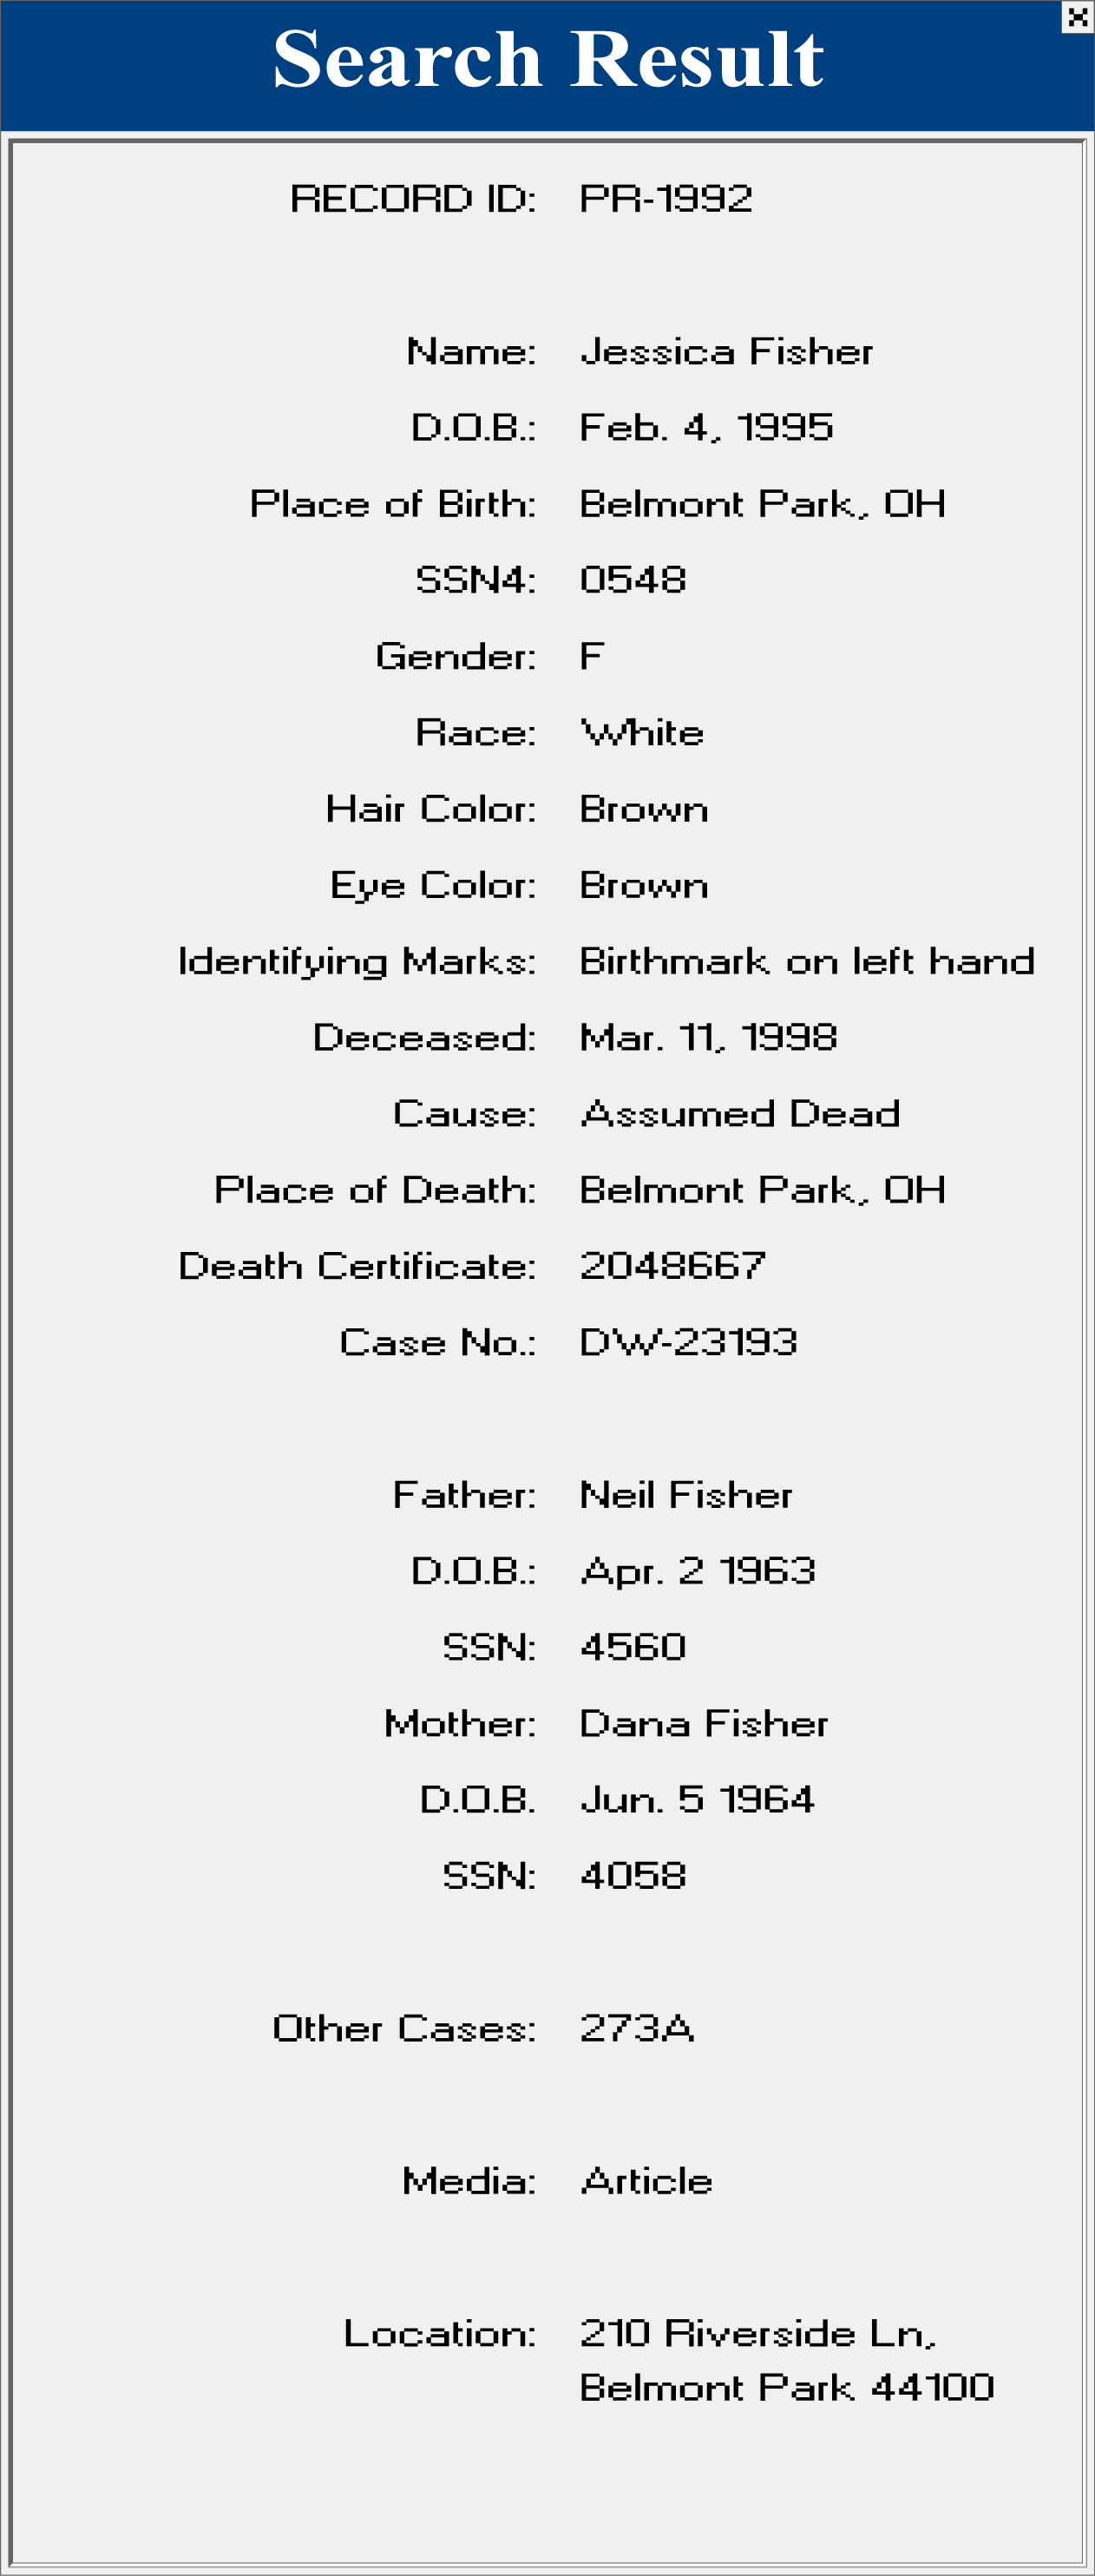 Search Result
RECORD ID: PR-1992
Name: Jessica Fisher
D.O.B.: Feb. 4, 1995
Place of Birth: Belmont Park, OH
SSN4: 0548
Gender: F
Race: White
Hair Color: Brown
Eye Color: Brown
Identifying Marks: Birthmark on left hand
Deceased: Mar. 11, 1998
Cause: Assumed Dead
Place of Death: Belmont Park, OH
Death Certificate: 2048667
Case No.: DW-23193
Father: Neil Fisher
D.O.B.: Apr. 2 1963
SSN: 4560
Mother: Dana Fisher
D.O.B. Jun. 5 1964
SSN: 4058
Other Cases: 273A
Media: Article
Location: 210 Riverside Ln,
Belmont Park 44100